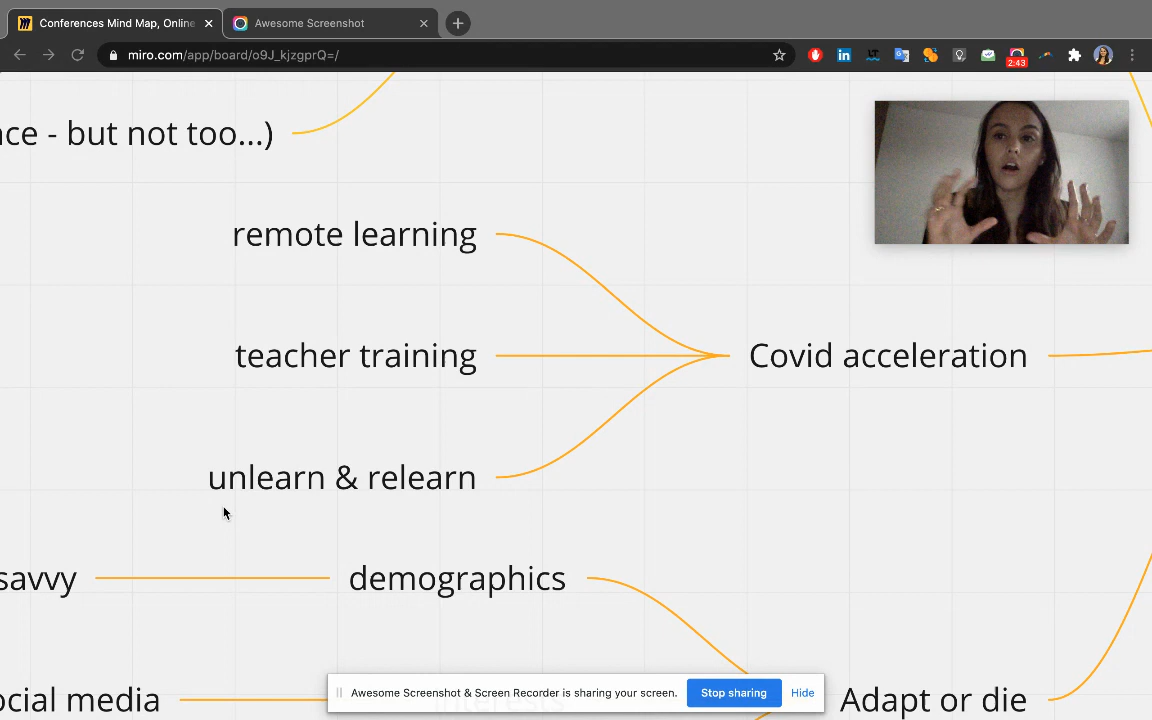 Conferences Mind Map, Online
Awesome Screenshot
miro.com/app/board/o9J_kjzgprQ=/
2:43
nce - but not too...)
remote learning
teacher training
Covid acceleration
unlearn & relearn
savvy
demographics
ocial media
interests
Adapt or die
Awesome Screenshot & Screen Recorder is sharing your screen.
Stop sharing
Hide